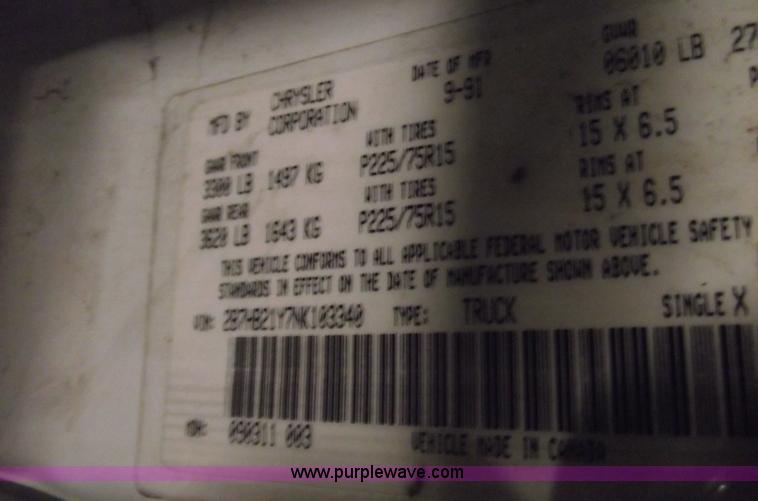 MFD BY CHRYSLER CORPORATION DATE OF MFR 9-91 GVWR 06010 LB 27
GAWR FRONT WITH TIRES RIMS AT
3300 LB 1497 KG P225/75R15 15 X 6.5
GAWR REAR WITH TIRES RIMS AT
3620 LB 1643 KG P225/75R15 15 X 6.5
THIS VEHICLE CONFORMS TO ALL APPLICABLE FEDERAL MOTOR VEHICLE SAFETY
STANDARDS IN EFFECT ON THE DATE OF MANUFACTURE SHOWN ABOVE.
VIN: 2B7HB21Y7NK103340 TYPE: TRUCK SINGLE X
MDH: 090311 003 VEHICLE MADE IN CANADA
www.purplewave.com